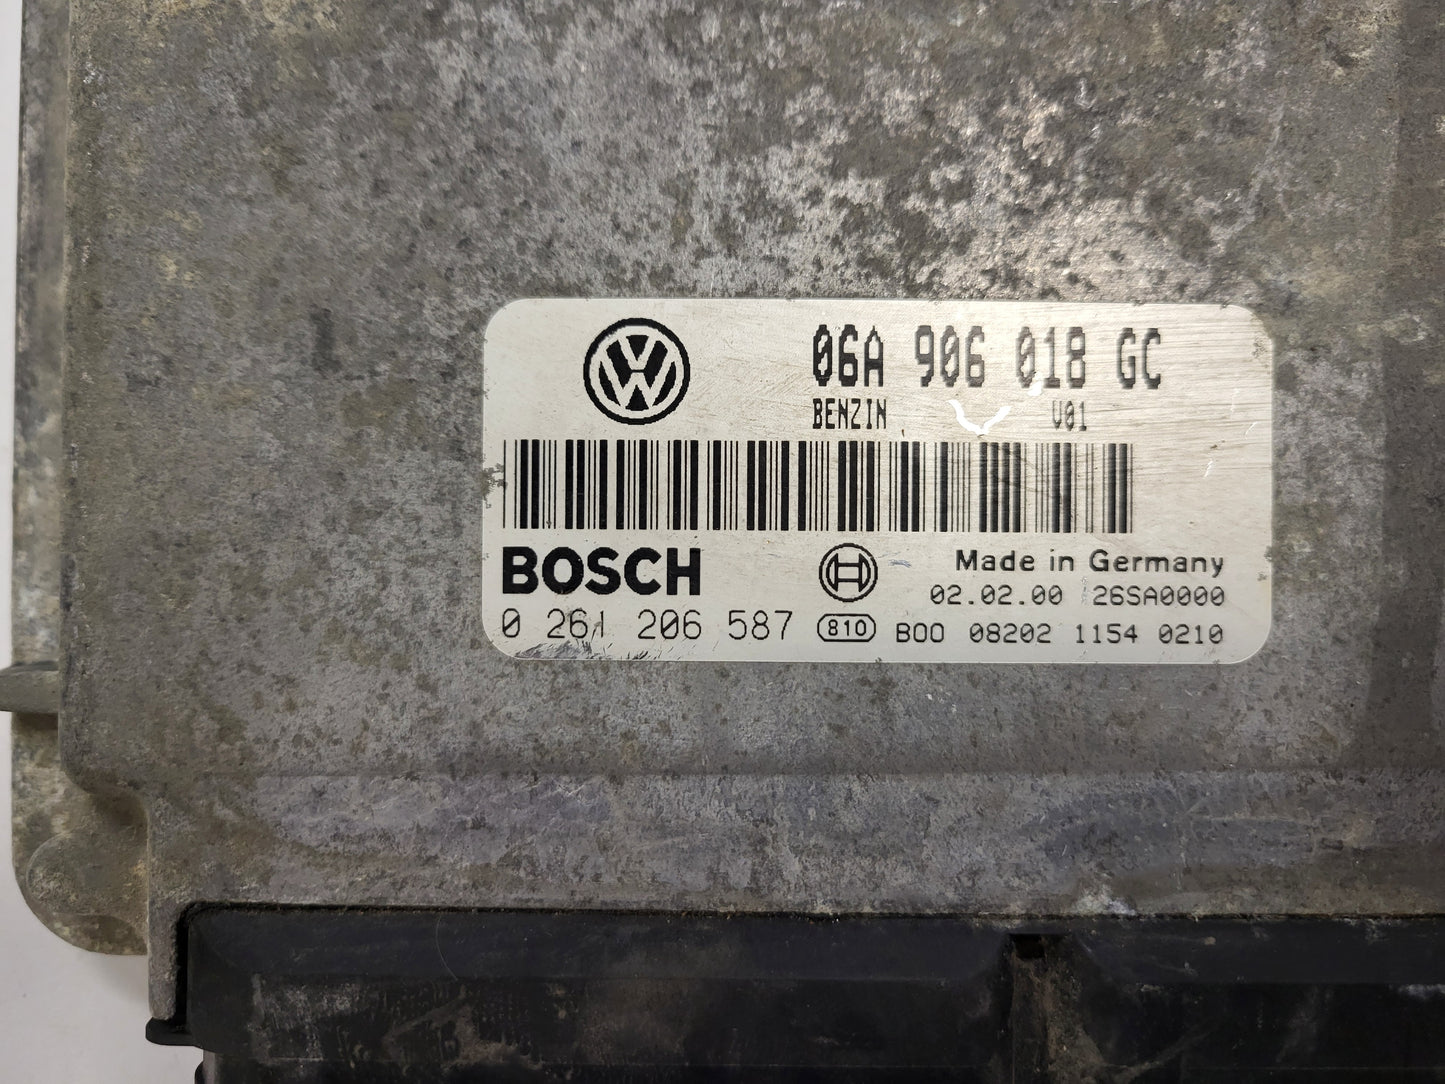 06A 906 018 GC
BENZIN V01
BOSCH
Made in Germany
02.02.00 26SA0000
0 261 206 587 810 B00 08202 1154 0210